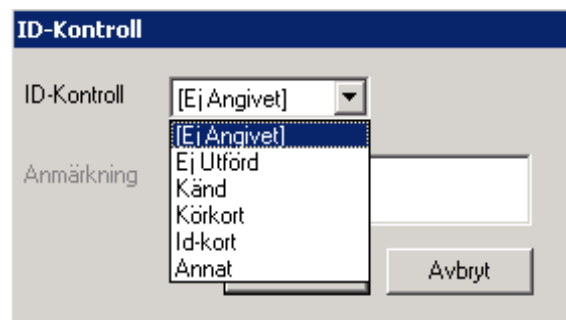 ID-Kontroll
ID-Kontroll [Ej Angivet]
[Ej Angivet]
Ej Utförd
Anmärkning
Känd
Körkort
Id-kort
Annat
Avbryt